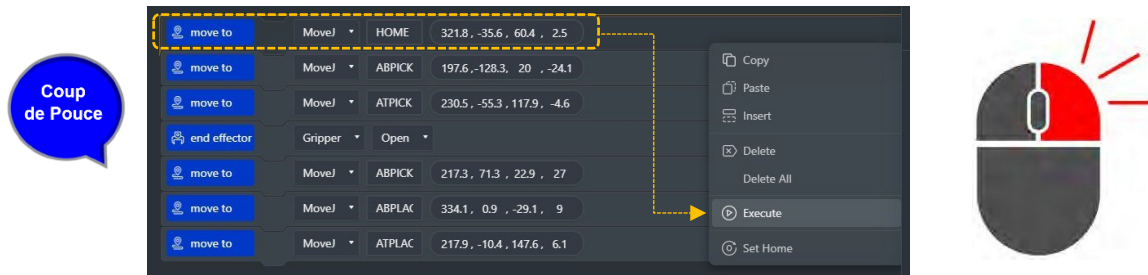 Coup
de Pouce
move to MoveJ HOME 321.8 , -35.6 , 60.4 , 2.5
move to MoveJ ABPICK 197.6 ,-128.3, 20 , -24.1
move to MoveJ ATPICK 230.5 , -55.3 , 117.9 , -4.6
end effector Gripper Open
move to MoveJ ABPICK 217.3 , 71.3 , 22.9 , 27
move to MoveJ ABPLAC 334.1 , 0.9 , -29.1 , 9
move to MoveJ ATPLAC 217.9 , -10.4 , 147.6 , 6.1
Copy
Paste
Insert
Delete
Delete All
Execute
Set Home